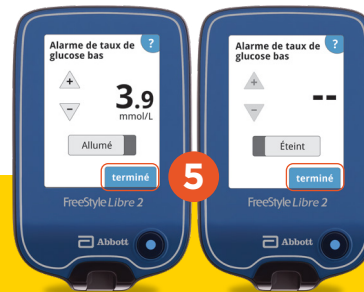 Alarme de taux de
glucose bas
?
3.9
mmol/L
Allumé
terminé
FreeStyle Libre 2
Abbott
5
Alarme de taux de
glucose bas
?
--
Éteint
terminé
FreeStyle Libre 2
Abbott